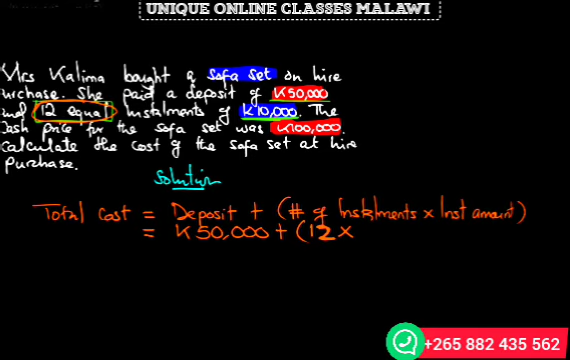 UNIQUE ONLINE CLASSES MALAWI
Mrs Kalima bought a sofa set on hire
urchase. She paid a deposit of K50,000
nd 12 equal instalments of K10,000. The
cash price for the sofa set was K100,000.
calculate the cost of the sofa set at hire
purchase.
Solution
Total cost = Deposit + (# of Instalments x Inst amount)
= K50,000 + (12 x
+265 882 435 562